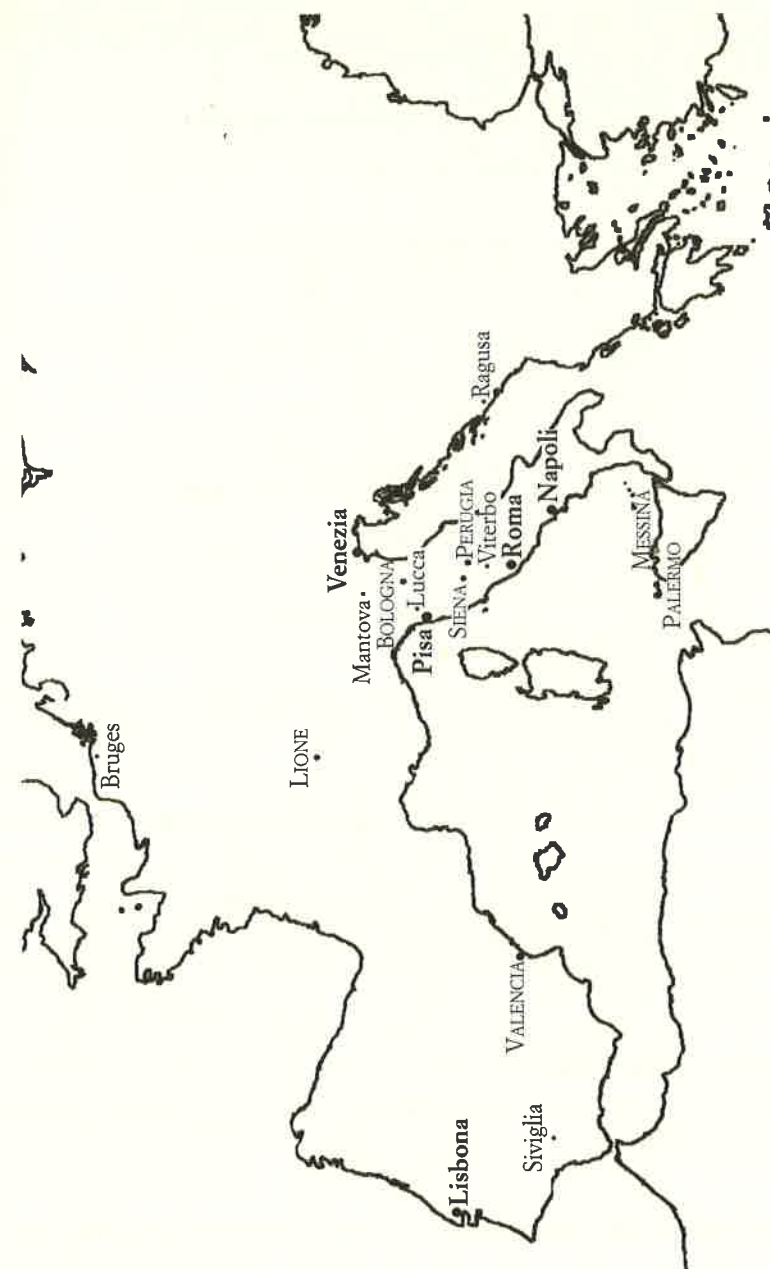 Bruges
LIONE
Venezia
Mantova
BOLOGNA
Lucca
Pisa
SIENA
PERUGIA
Viterbo
Roma
Napoli
Ragusa
MESSINA
PALERMO
VALENCIA
Siviglia
Lisbona